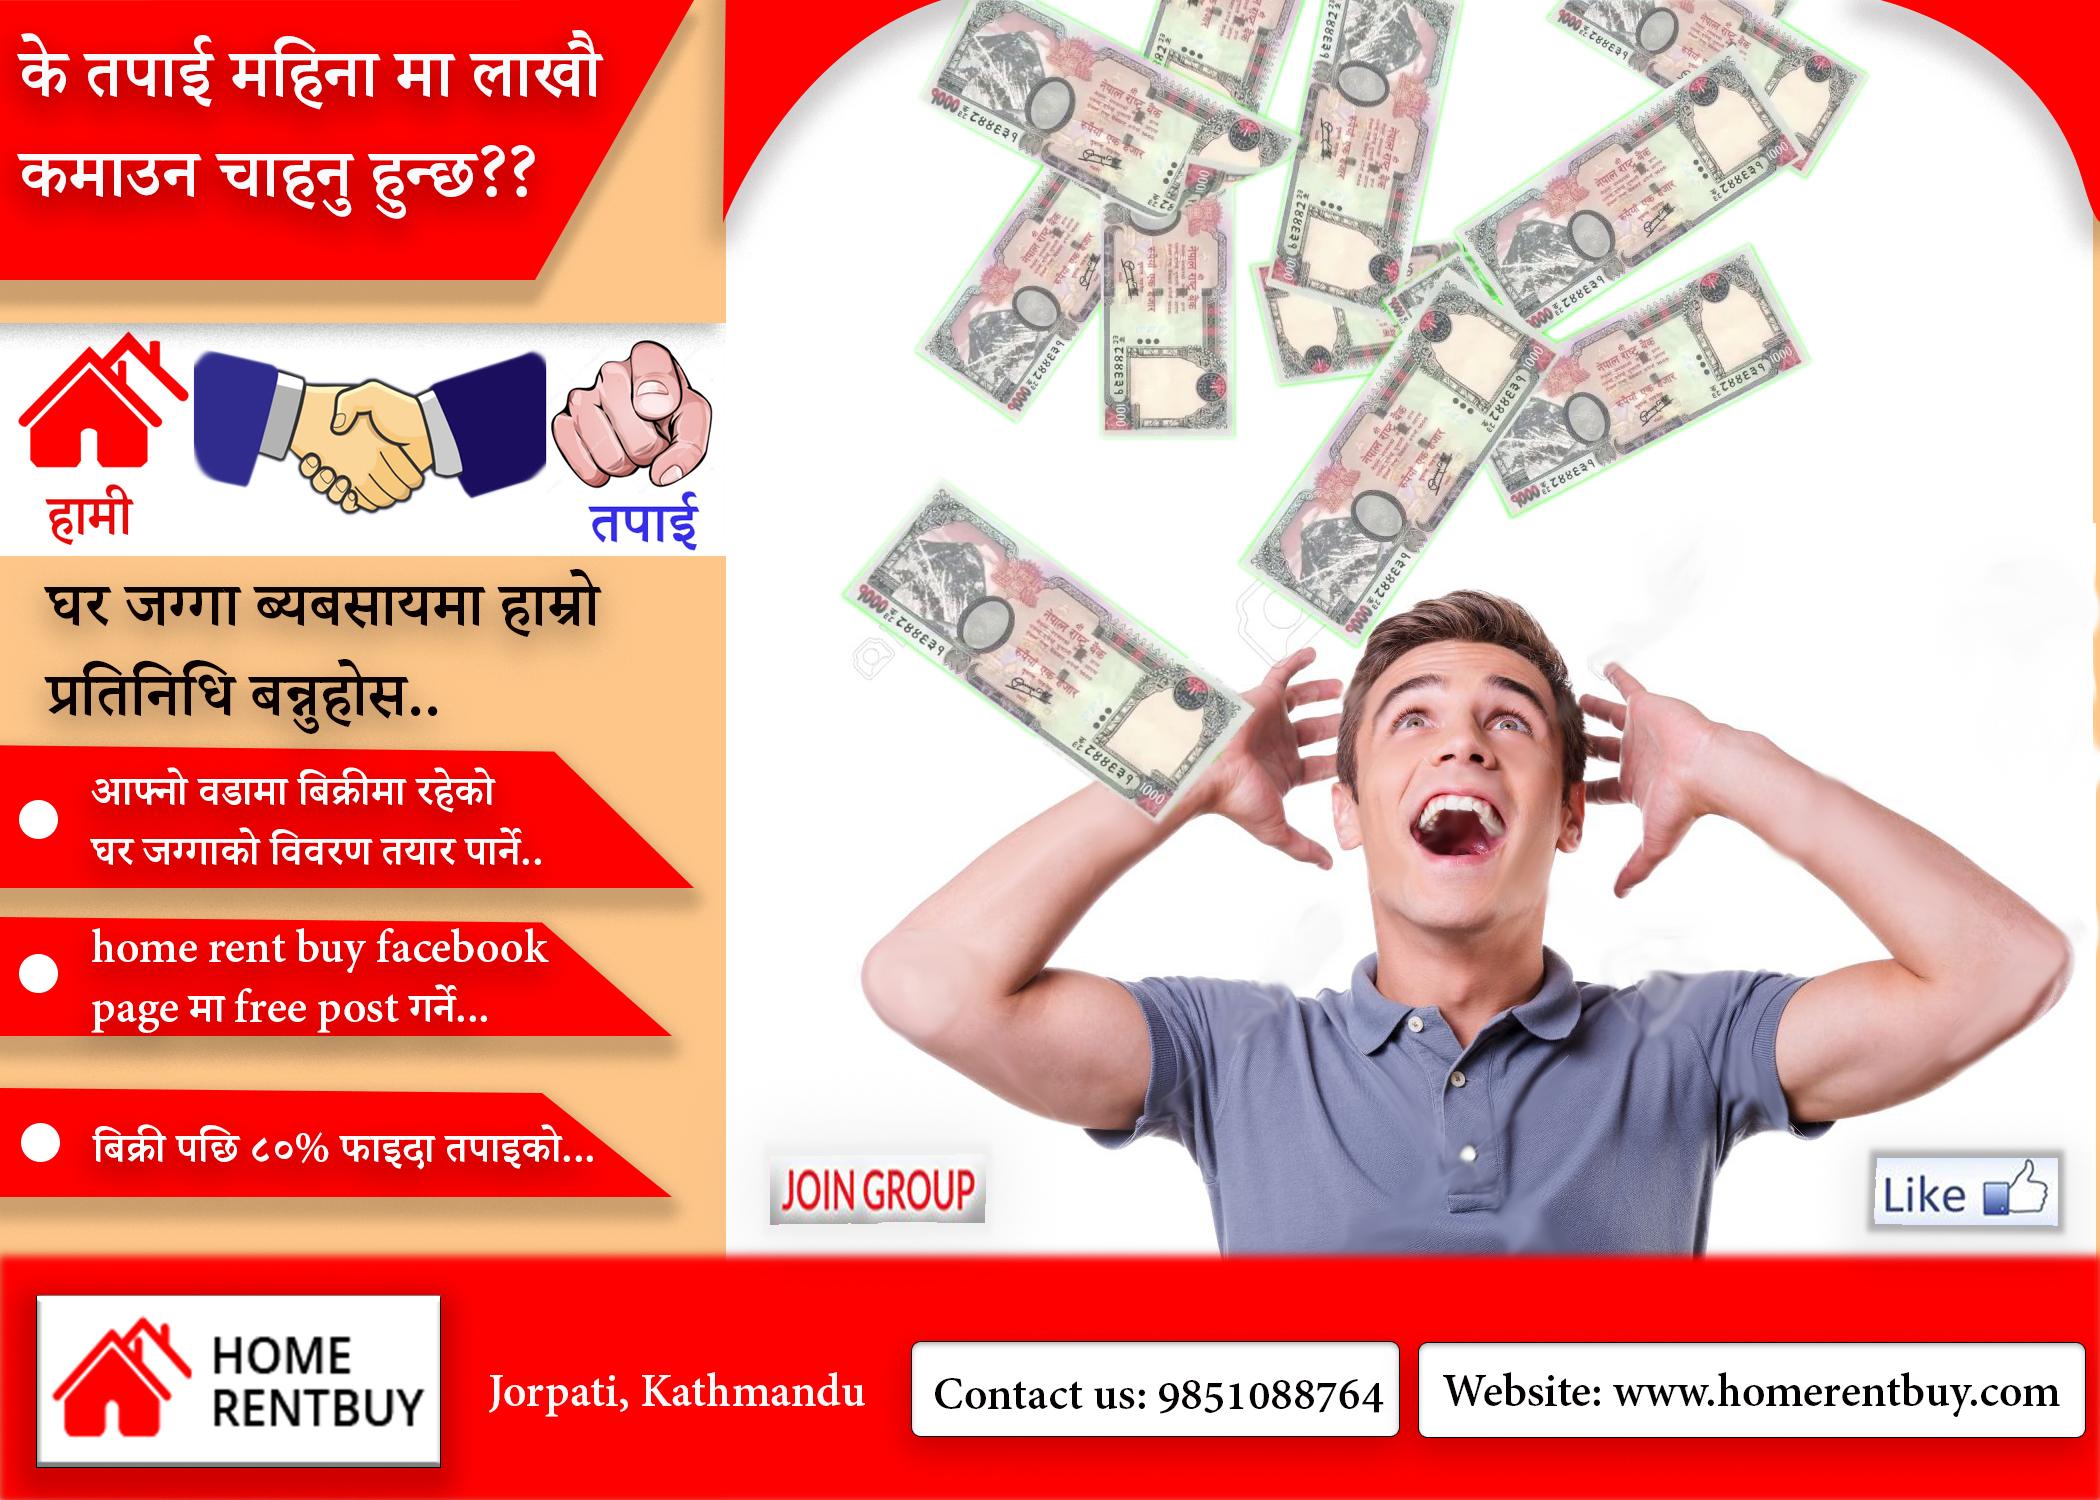 के तपाई महिना मा लाखौ
कमाउन चाहनु हुन्छ??
हामी
तपाई
घर जग्गा ब्यबसायमा हाम्रो
प्रतिनिधि बन्नुहोस..
आफ्नो वडामा बिक्रीमा रहेको
घर जग्गाको विवरण तयार पार्ने..
home rent buy facebook
page मा free post गर्ने...
बिक्री पछि ८०% फाइदा तपाइको...
JOIN GROUP
Like
HOME
RENTBUY
Jorpati, Kathmandu
Contact us: 9851088764
Website: www.homerentbuy.com